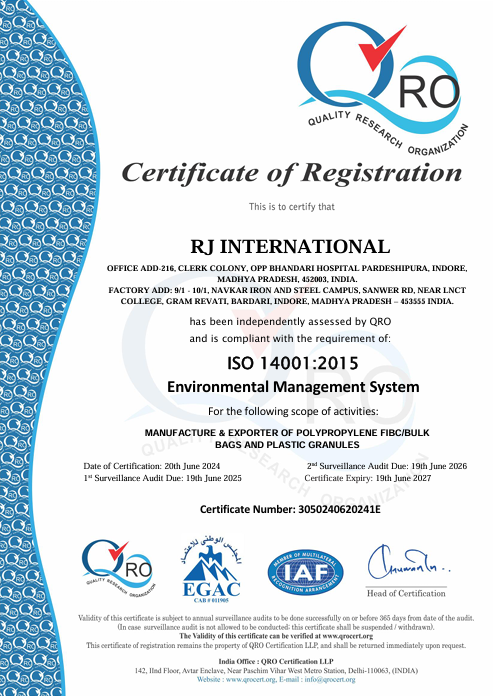 QRO
QUALITY RESEARCH ORGANIZATION
Certificate of Registration
This is to certify that
RJ INTERNATIONAL
OFFICE ADD-216, CLERK COLONY, OPP BHANDARI HOSPITAL PARDESHIPURA, INDORE,
MADHYA PRADESH, 452003, INDIA.
FACTORY ADD: 9/1 - 10/1, NAVKAR IRON AND STEEL CAMPUS, SANWER RD, NEAR LNCT
COLLEGE, GRAM REVATI, BARDARI, INDORE, MADHYA PRADESH – 453555 INDIA.
has been independently assessed by QRO
and is compliant with the requirement of:
ISO 14001:2015
Environmental Management System
For the following scope of activities:
MANUFACTURE & EXPORTER OF POLYPROPYLENE FIBC/BULK
BAGS AND PLASTIC GRANULES
Date of Certification: 20th June 2024
2nd Surveillance Audit Due: 19th June 2026
1st Surveillance Audit Due: 19th June 2025
Certificate Expiry: 19th June 2027
Certificate Number: 3050240620241E
QRO
QUALITY RESEARCH ORGANIZATION
المجلس الوطني للاعتماد
EGAC
CAB # 011905
MEMBER OF MULTILATERAL
IAF
RECOGNITION ARRANGEMENT
Head of Certification
Validity of this certificate is subject to annual surveillance audits to be done successfully on or before 365 days from date of the audit.
(In case surveillance audit is not allowed to be conducted: this certificate shall be suspended / withdrawn).
The Validity of this certificate can be verified at www.qrocert.org
This certificate of registration remains the property of QRO Certification LLP, and shall be returned immediately upon request.
India Office : QRO Certification LLP
142, IInd Floor, Avtar Enclave, Near Paschim Vihar West Metro Station, Delhi-110063, (INDIA)
Website : www.qrocert.org, E-mail : info@qrocert.org